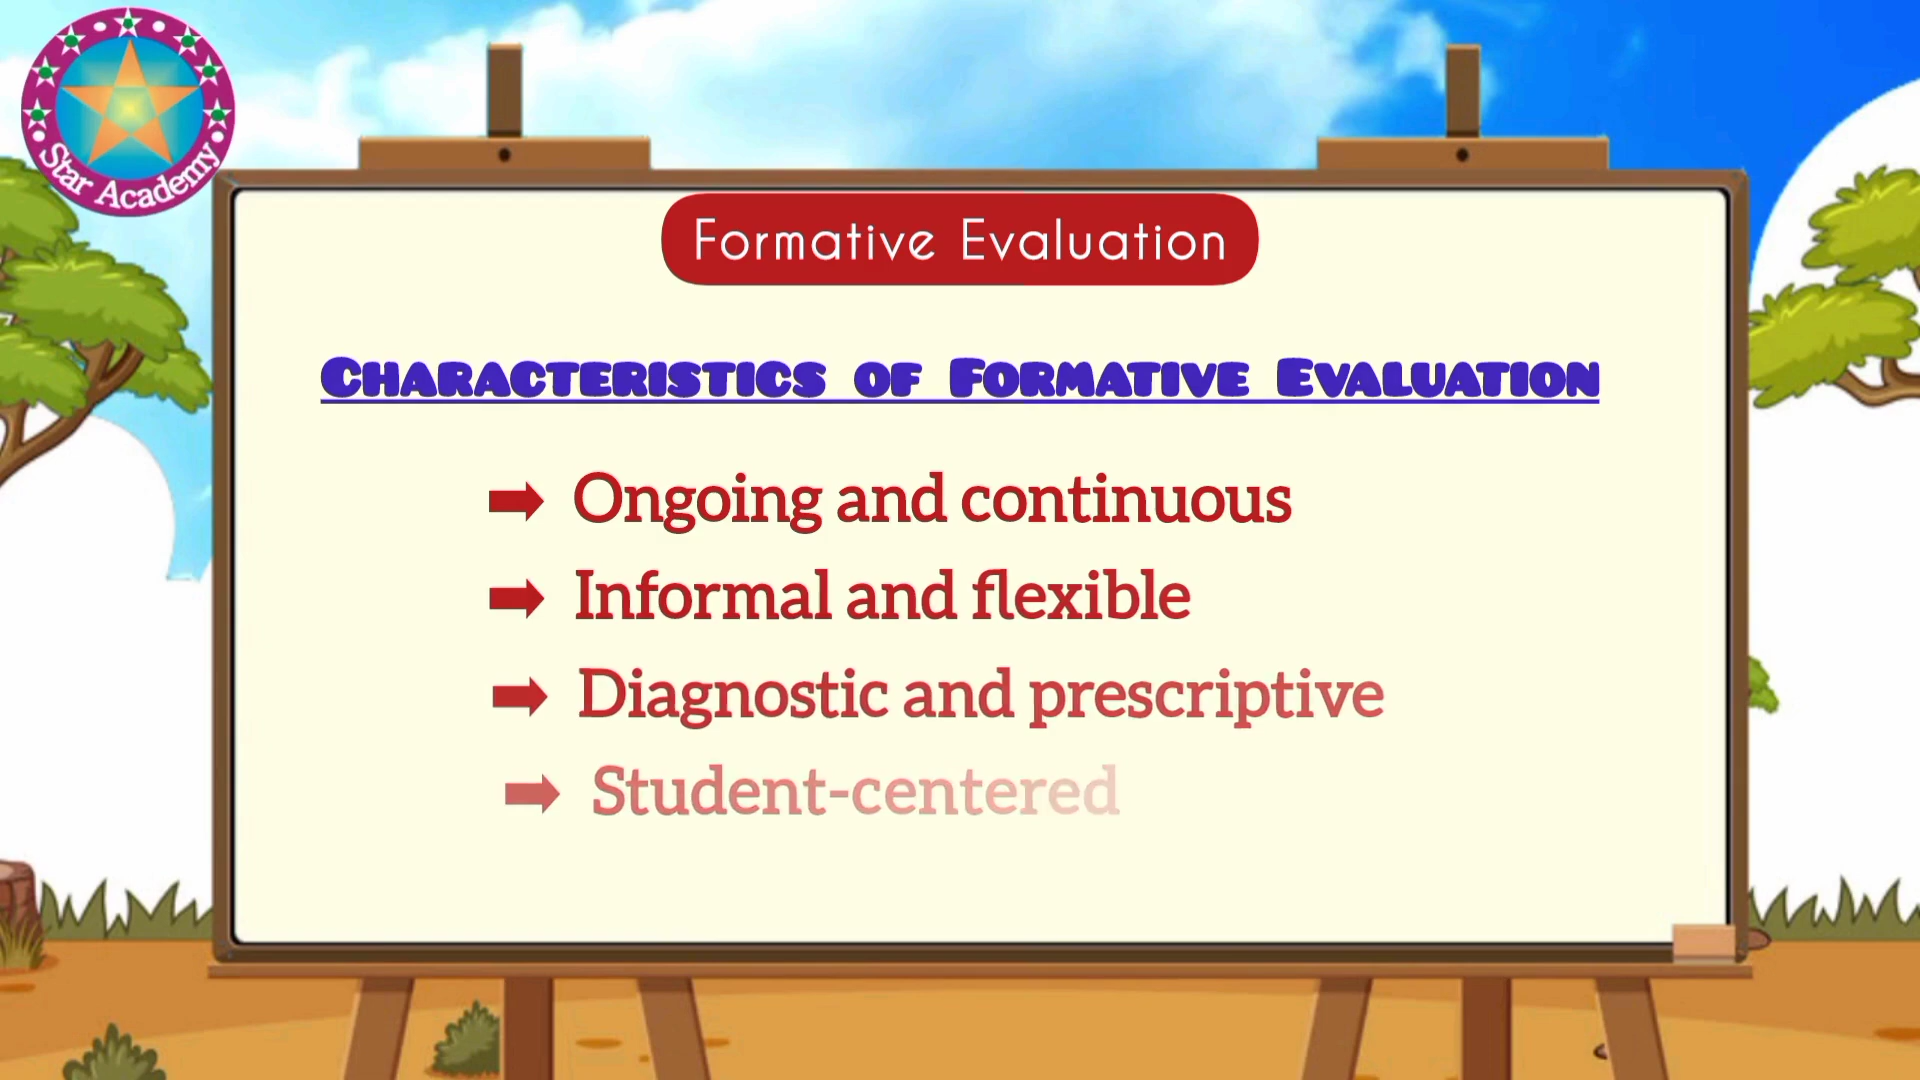 Star Academy
Formative Evaluation
Characteristics of Formative Evaluation
Ongoing and continuous
Informal and flexible
Diagnostic and prescriptive
Student-centered